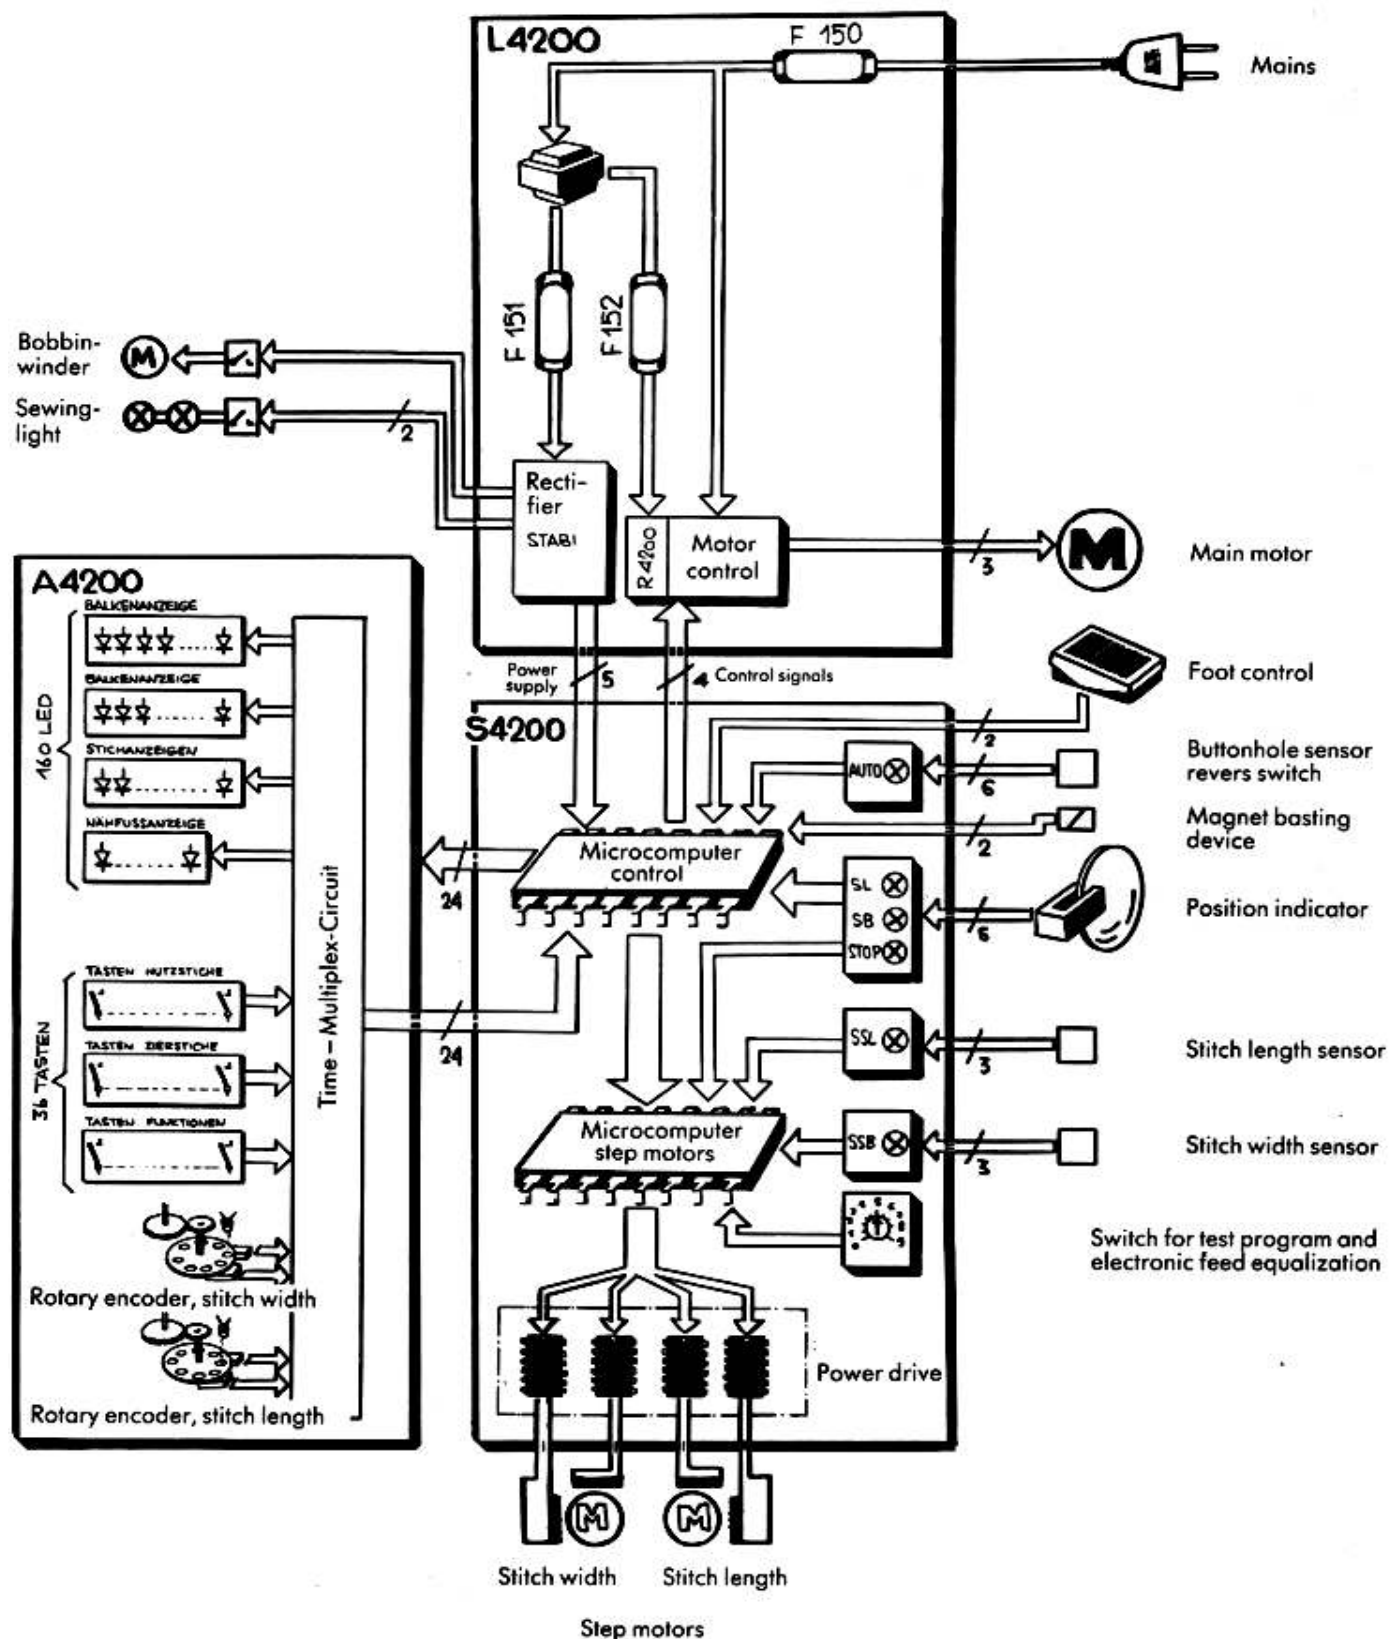 L4200
F 150
Mains
F 151
F 152
Bobbin-
winder
M
Sewing-
light
2
Recti-
fier
STABI
R 4200
Motor
control
3
M
Main motor
Power
supply
5
4
Control signals
Foot control
2
A4200
160 LED
BALKENANZEIGE
BALKENANZEIGE
STICHANZEIGEN
NÄHFUSSANZEIGE
36 TASTEN
TASTEN NUTZSTICHE
TASTEN ZIERSTICHE
TASTEN FUNKTIONEN
Time-Multiplex-Circuit
Rotary encoder, stitch width
Rotary encoder, stitch length
24
24
S4200
AUTO
6
Buttonhole sensor
revers switch
2
Magnet basting
device
Microcomputer
control
SL
SB
STOP
Position indicator
SSL
3
Stitch length sensor
Microcomputer
step motors
SSB
3
Stitch width sensor
Switch for test program and
electronic feed equalization
Power drive
M
M
Stitch width
Stitch length
Step motors